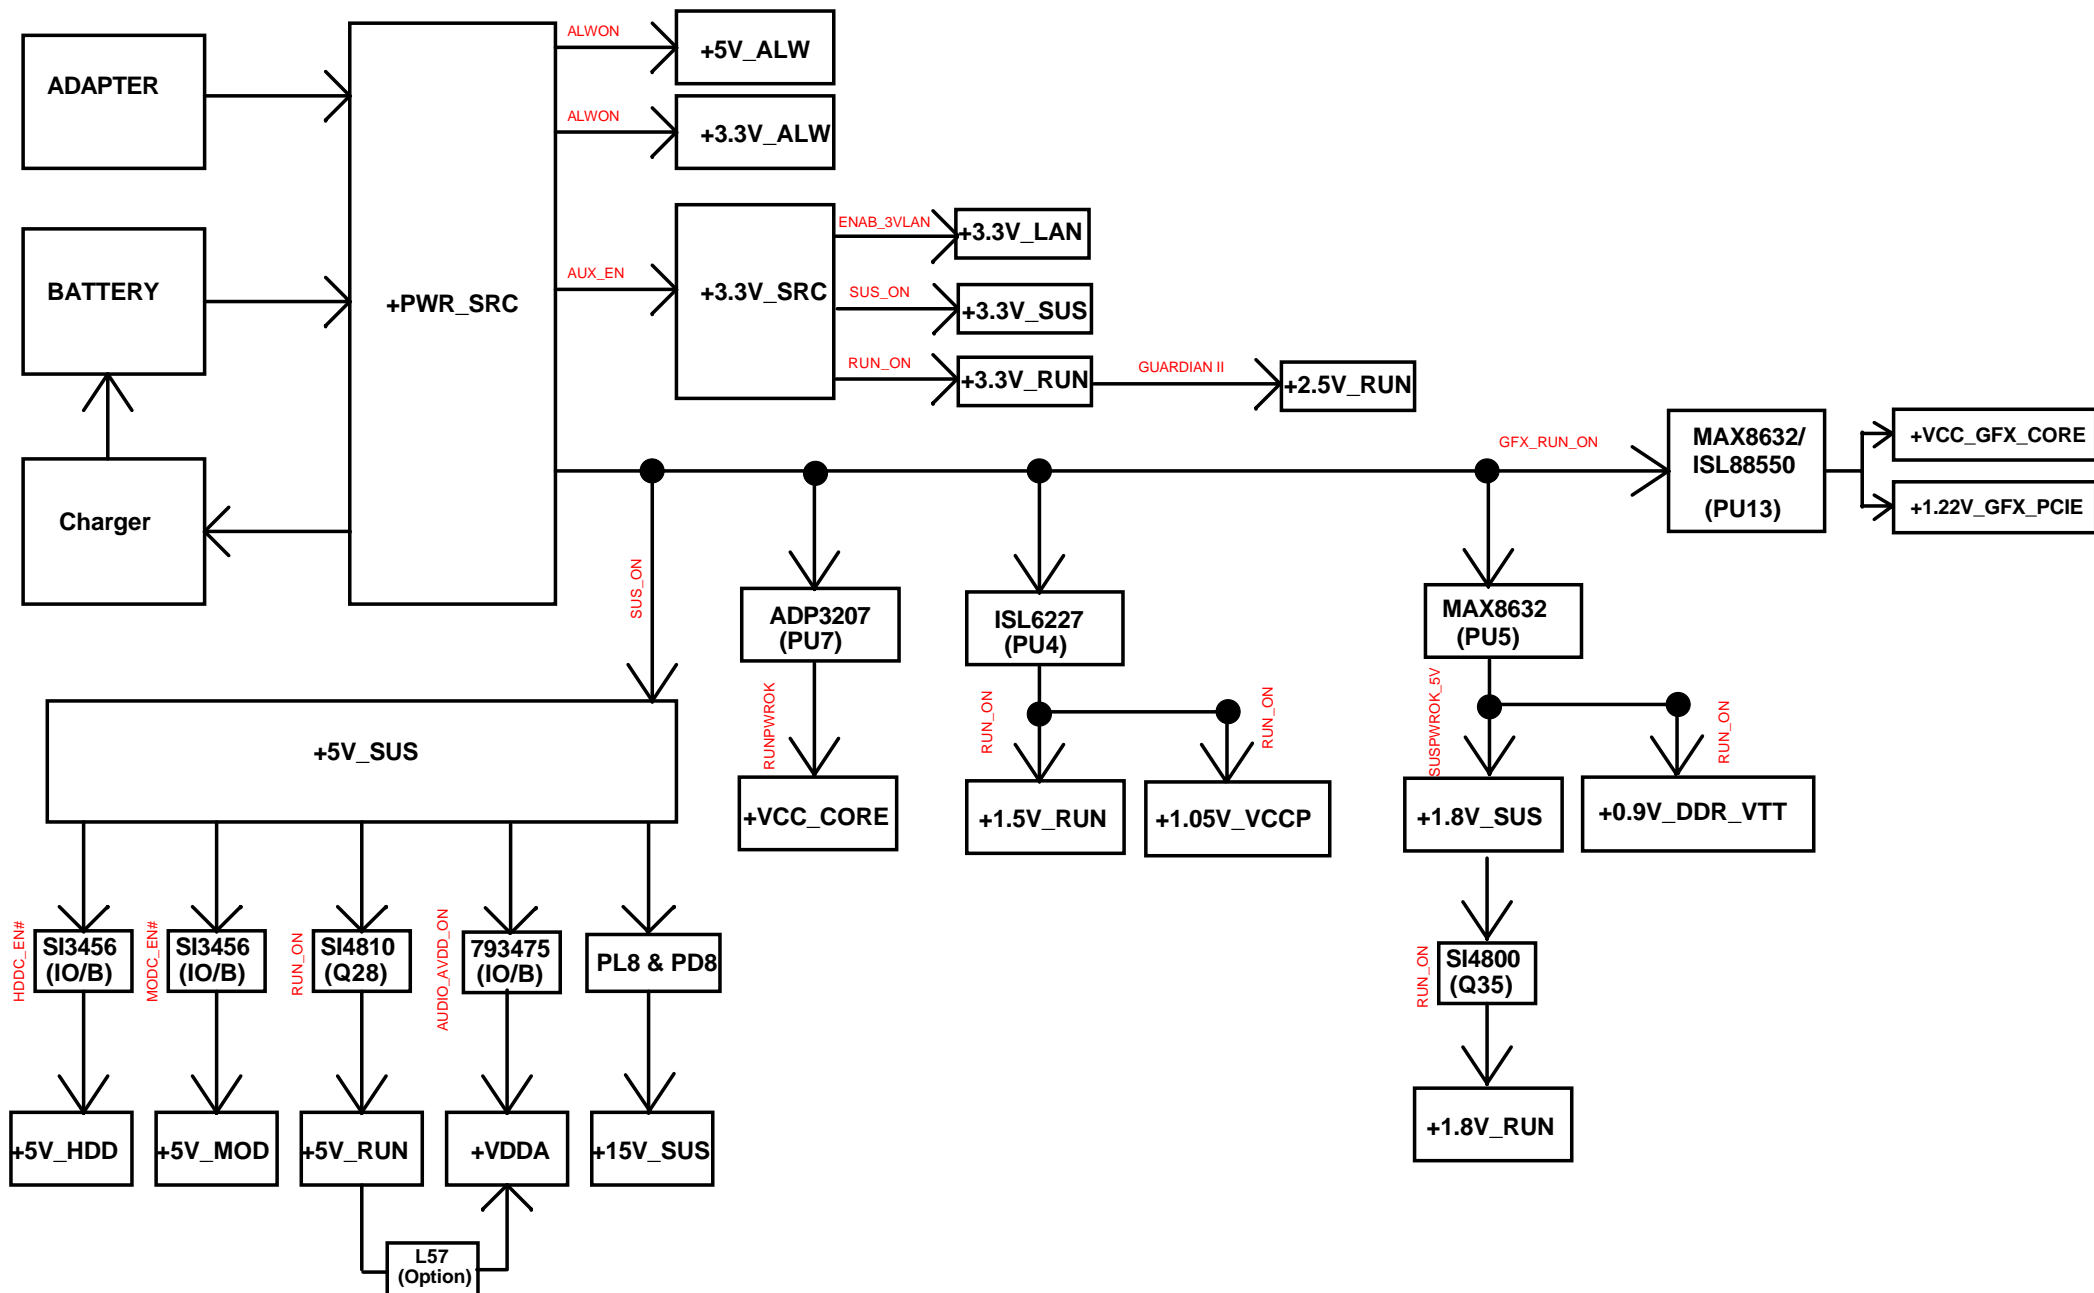 ADAPTER
BATTERY
Charger
+PWR_SRC
ALWON
+5V_ALW
ALWON
+3.3V_ALW
AUX_EN
+3.3V_SRC
ENAB_3VLAN
+3.3V_LAN
SUS_ON
+3.3V_SUS
RUN_ON
+3.3V_RUN
GUARDIAN II
+2.5V_RUN
GFX_RUN_ON
MAX8632/
ISL88550
(PU13)
+VCC_GFX_CORE
+1.22V_GFX_PCIE
SUS_ON
ADP3207
(PU7)
RUNPWROK
+VCC_CORE
ISL6227
(PU4)
RUN_ON
+1.5V_RUN
RUN_ON
+1.05V_VCCP
MAX8632
(PU5)
SUSPWROK_5V
+1.8V_SUS
RUN_ON
+0.9V_DDR_VTT
RUN_ON
SI4800
(Q35)
+1.8V_RUN
+5V_SUS
HDDC_EN#
SI3456
(IO/B)
MODC_EN#
SI3456
(IO/B)
RUN_ON
SI4810
(Q28)
AUDIO_AVDD_ON
793475
(IO/B)
PL8 & PD8
+5V_HDD
+5V_MOD
+5V_RUN
+VDDA
+15V_SUS
L57
(Option)